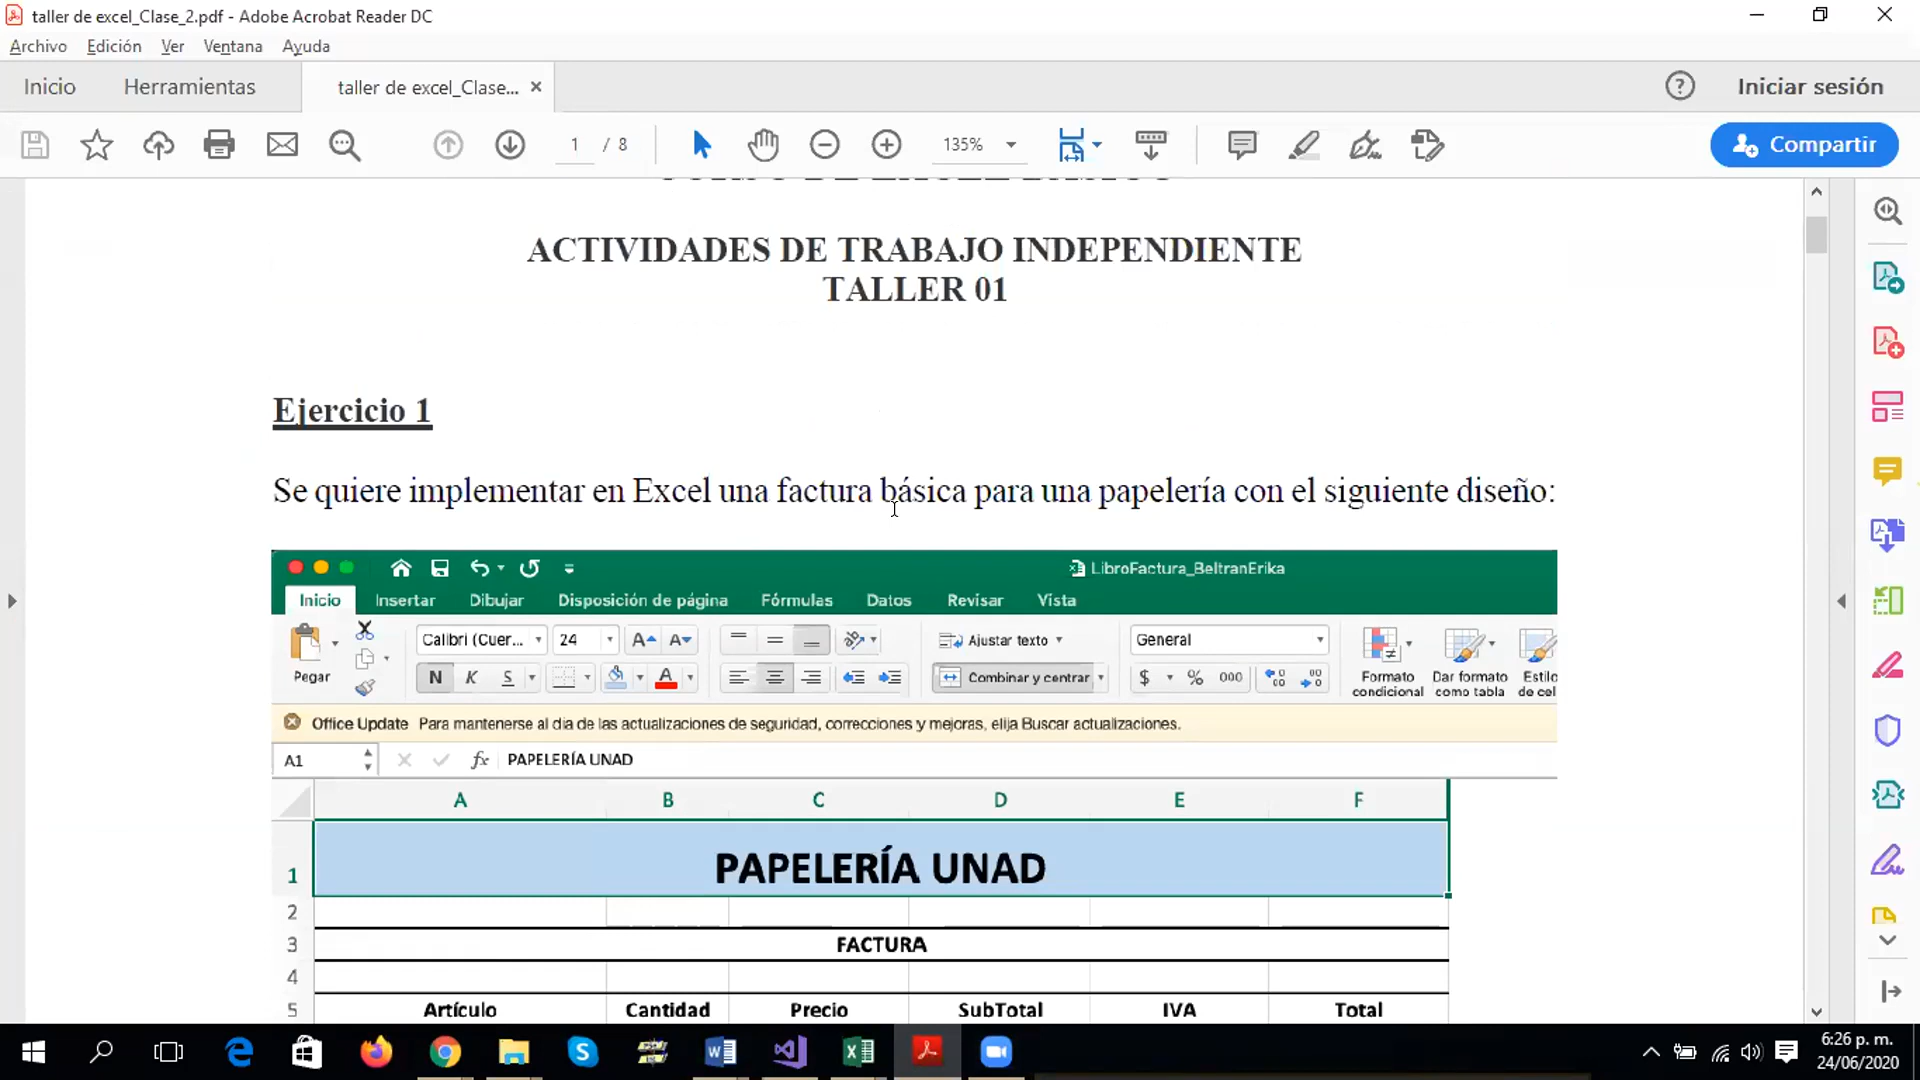 taller de excel_Clase_2.pdf - Adobe Acrobat Reader DC
Archivo Edición Ver Ventana Ayuda
Inicio Herramientas taller de excel_Clase... × Iniciar sesión
1 / 8 135% Compartir
ACTIVIDADES DE TRABAJO INDEPENDIENTE
TALLER 01
Ejercicio 1
Se quiere implementar en Excel una factura básica para una papelería con el siguiente diseño:
LibroFactura_BeltranErika
Inicio Insertar Dibujar Disposición de página Fórmulas Datos Revisar Vista
Calibri (Cuer... 24 Ajustar texto General
Pegar N K S A Combinar y centrar $ % 000 Formato condicional Dar formato como tabla Estilo de cel
Office Update Para mantenerse al día de las actualizaciones de seguridad, correcciones y mejoras, elija Buscar actualizaciones.
A1 fx PAPELERÍA UNAD
A B C D E F
1 PAPELERÍA UNAD
2
3 FACTURA
4
5 Artículo Cantidad Precio SubTotal IVA Total
6:26 p. m.
24/06/2020